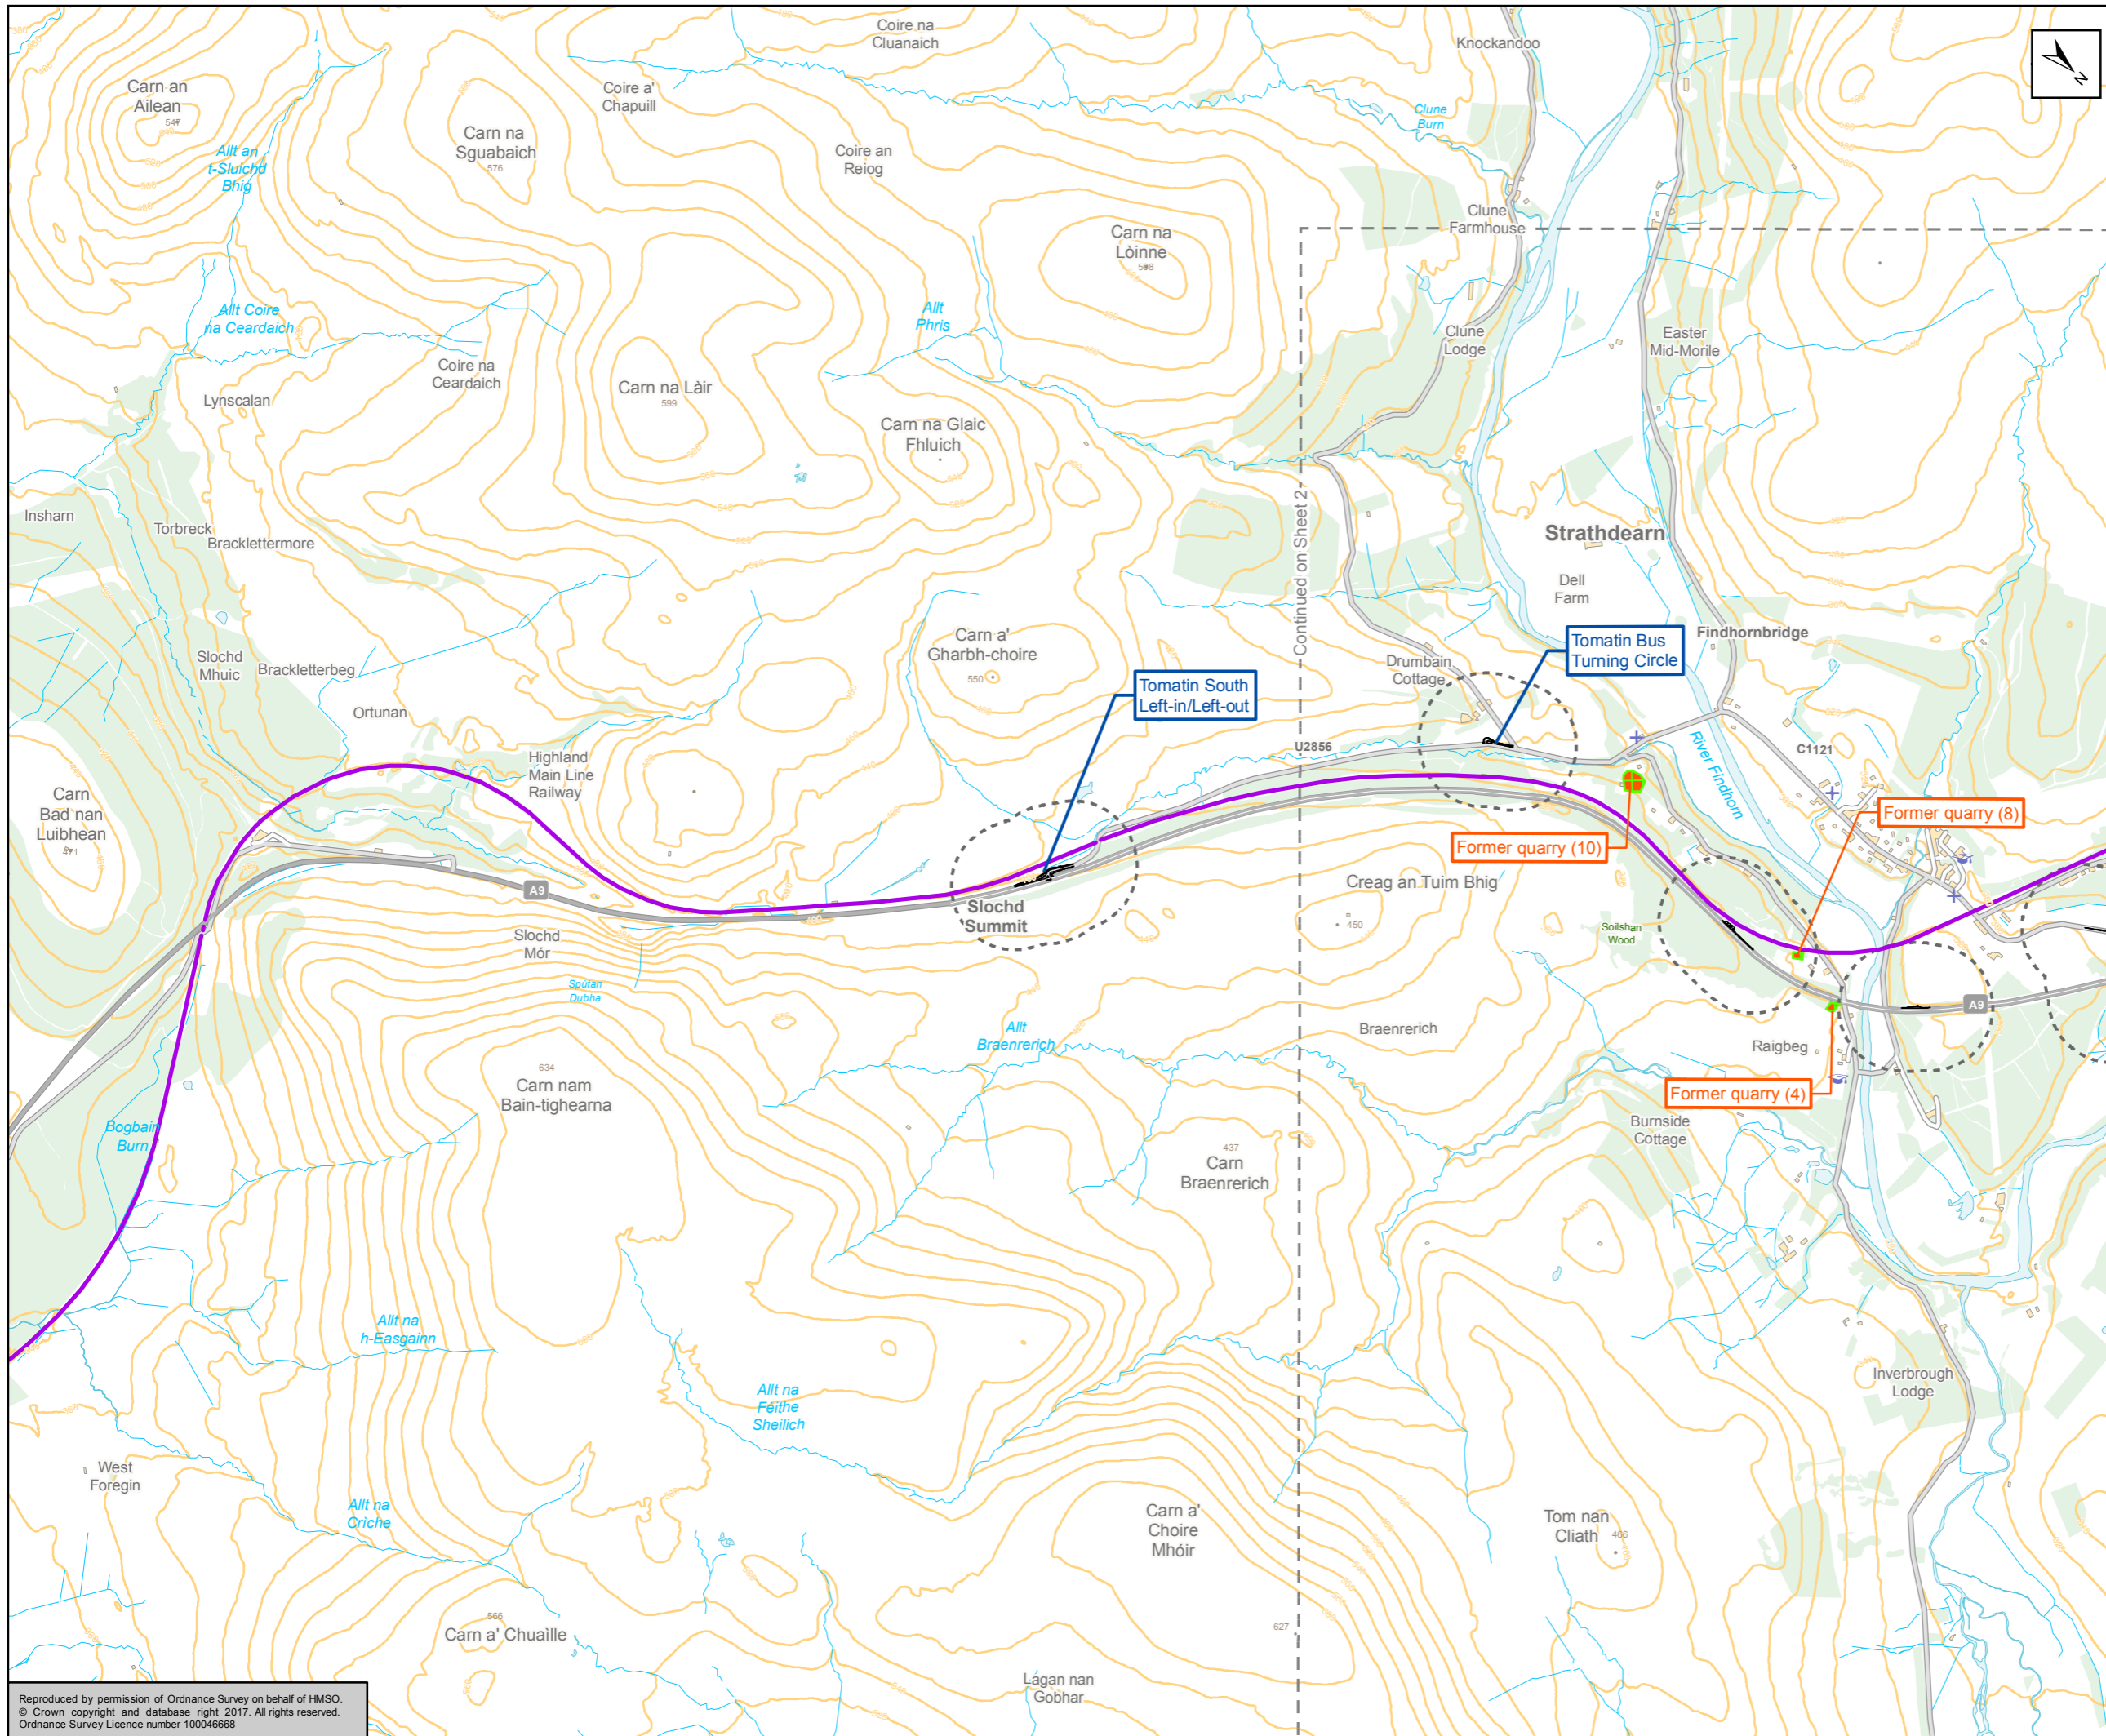 Coire na
Cluanaich
Knockandoo
N
Carn an
Ailean
547
Coire a'
Chapuill
Clune
Burn
Carn na
Sguabaich
576
Allt an
t-Sluichd
Bhig
Coire an
Reiog
Clune
Farmhouse
Carn na
Lòinne
598
Allt Coire
na Ceardaich
Allt
Phris
Clune
Lodge
Easter
Mid-Morile
Coire na
Ceardaich
Lynscalan
Carn na Làir
599
Carn na Glaic
Fhluich
Continued on Sheet 2
Insharn
Torbreck
Bracklettermore
Strathdearn
Dell
Farm
Slochd
Mhuic
Brackletterbeg
Carn a'
Gharbh-choire
550
Findhornbridge
Tomatin Bus
Turning Circle
Drumbain
Cottage
Tomatin South
Left-in/Left-out
Ortunan
U2856
C1121
River Findhorn
Highland
Main Line
Railway
Carn
Bad nan
Luibhean
471
Former quarry (8)
Former quarry (10)
A9
Creag an Tuim Bhig
450
Slochd
Summit
Slochd
Mór
Soilshan
Wood
Spùtan
Dubha
A9
Allt
Braenrerich
Braenrerich
Raigbeg
634
Carn nam
Bain-tighearna
Former quarry (4)
Bogbain
Burn
Burnside
Cottage
437
Carn
Braenrerich
Allt na
h-Easgainn
Allt na
Féithe
Sheilich
Inverbrough
Lodge
West
Foregin
Allt na
Criche
Carn a'
Choire
Mhóir
Tom nan
Cliath
466
566
Carn a' Chuaille
627
Lagan nan
Gobhar
Reproduced by permission of Ordnance Survey on behalf of HMSO.
© Crown copyright and database right 2017. All rights reserved.
Ordnance Survey Licence number 100046668